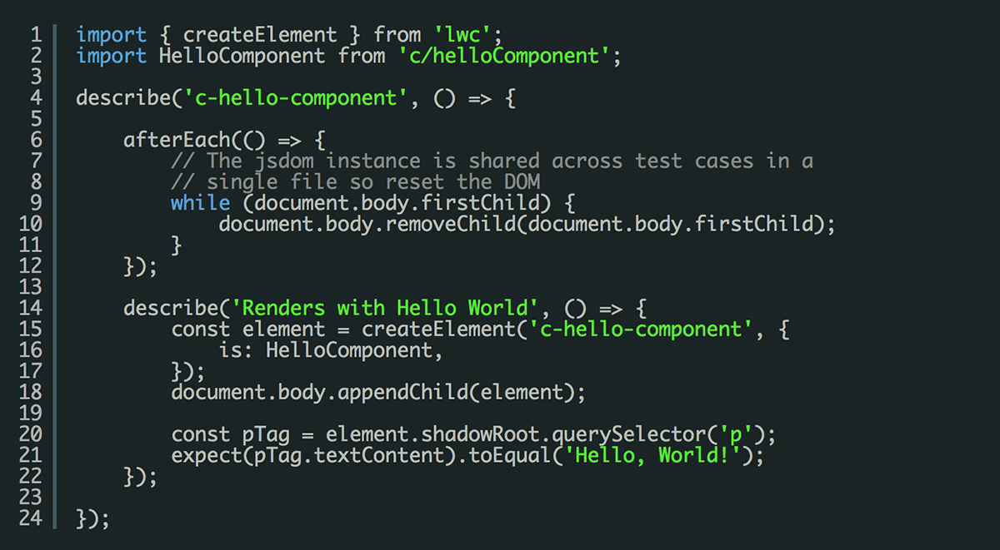 1 import { createElement } from 'lwc';
2 import HelloComponent from 'c/helloComponent';
3
4 describe('c-hello-component', () => {
5
6     afterEach(() => {
7         // The jsdom instance is shared across test cases in a
8         // single file so reset the DOM
9         while (document.body.firstChild) {
10             document.body.removeChild(document.body.firstChild);
11         }
12     });
13
14     describe('Renders with Hello World', () => {
15         const element = createElement('c-hello-component', {
16             is: HelloComponent,
17         });
18         document.body.appendChild(element);
19
20         const pTag = element.shadowRoot.querySelector('p');
21         expect(pTag.textContent).toEqual('Hello, World!');
22     });
23
24 });